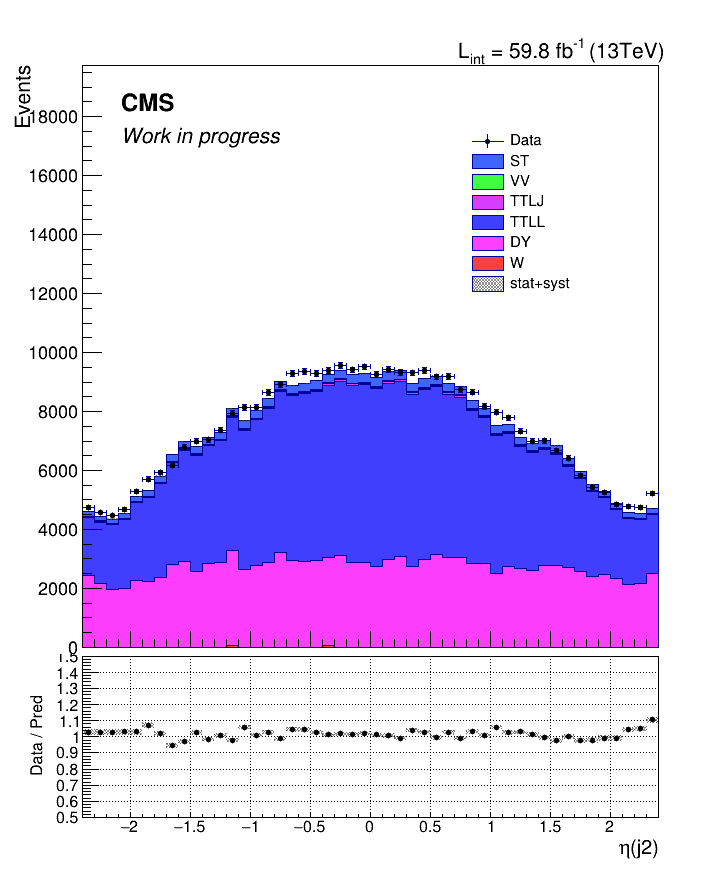 L_int = 59.8 fb^-1 (13TeV)
Events
CMS
Work in progress
Data
ST
VV
TTLJ
TTLL
DY
W
stat+syst
18000
16000
14000
12000
10000
8000
6000
4000
2000
0
Data / Pred
1.5
1.4
1.3
1.2
1.1
1
0.9
0.8
0.7
0.6
0.5
−2 −1.5 −1 −0.5 0 0.5 1 1.5 2
η(j2)